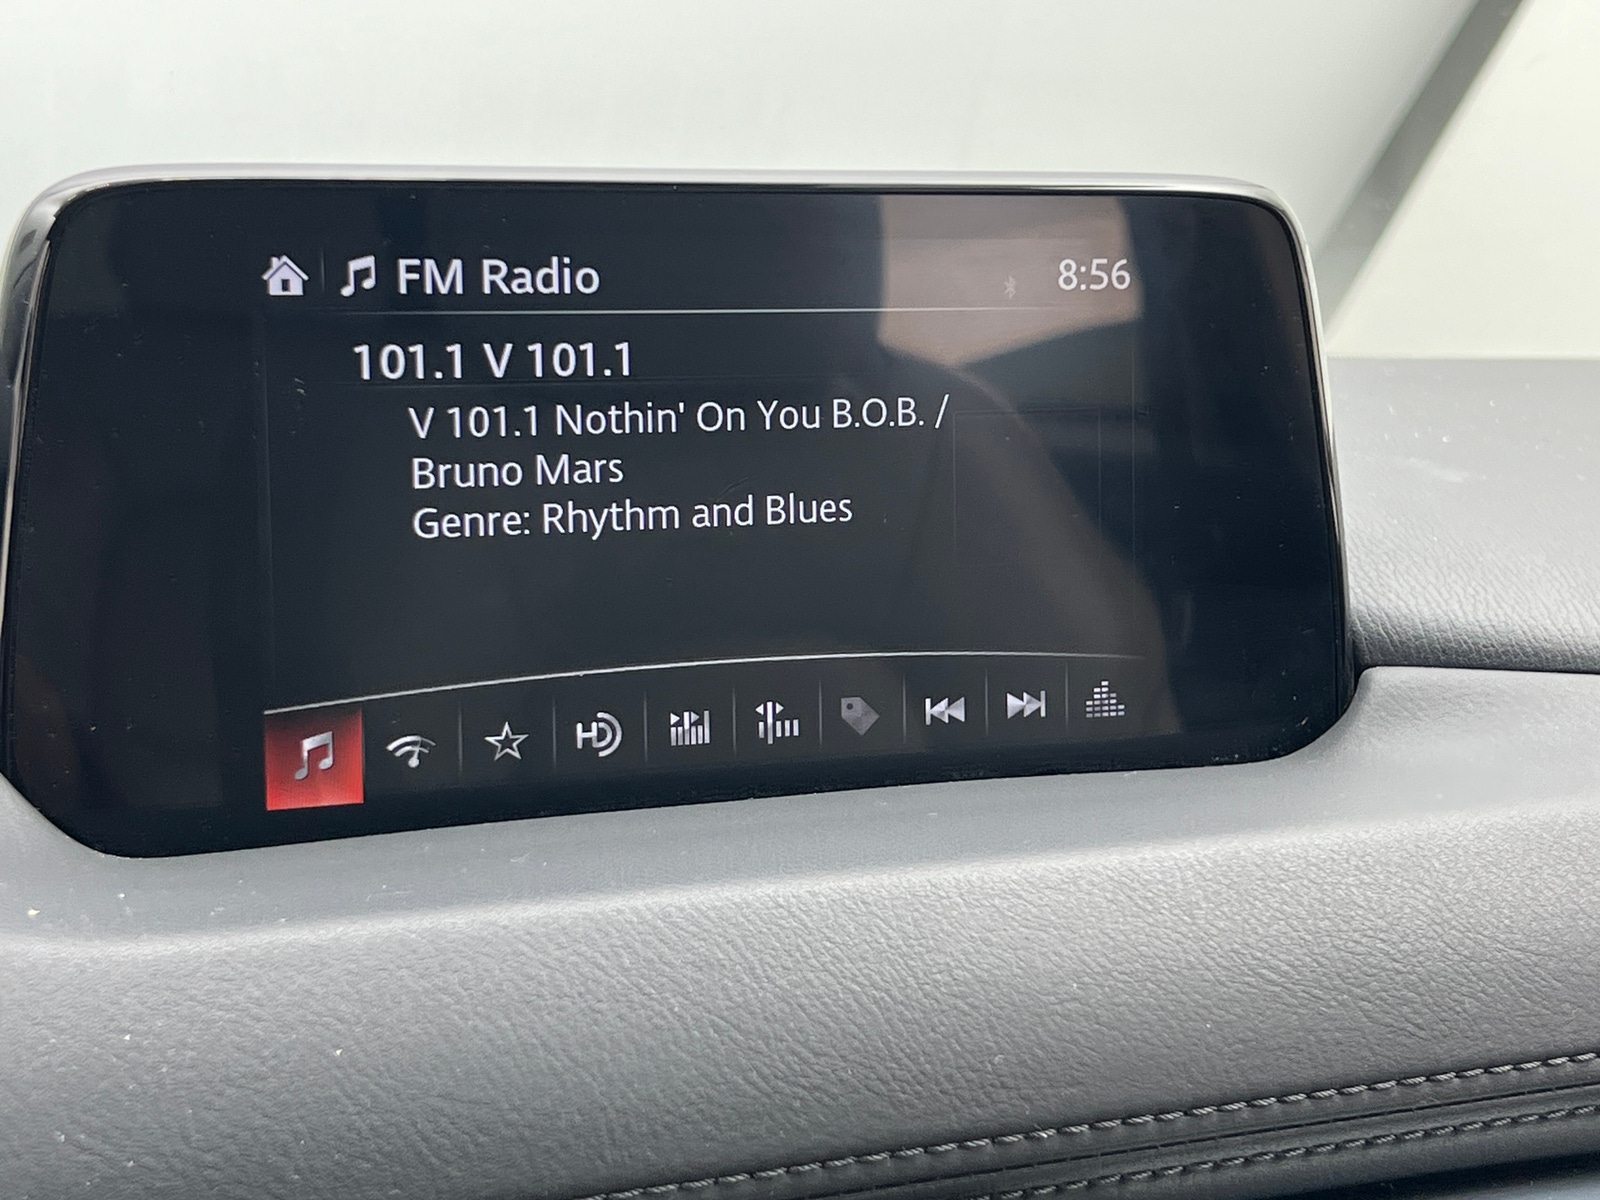 FM Radio
8:56
101.1 V 101.1
V 101.1 Nothin' On You B.O.B. /
Bruno Mars
Genre: Rhythm and Blues
HD